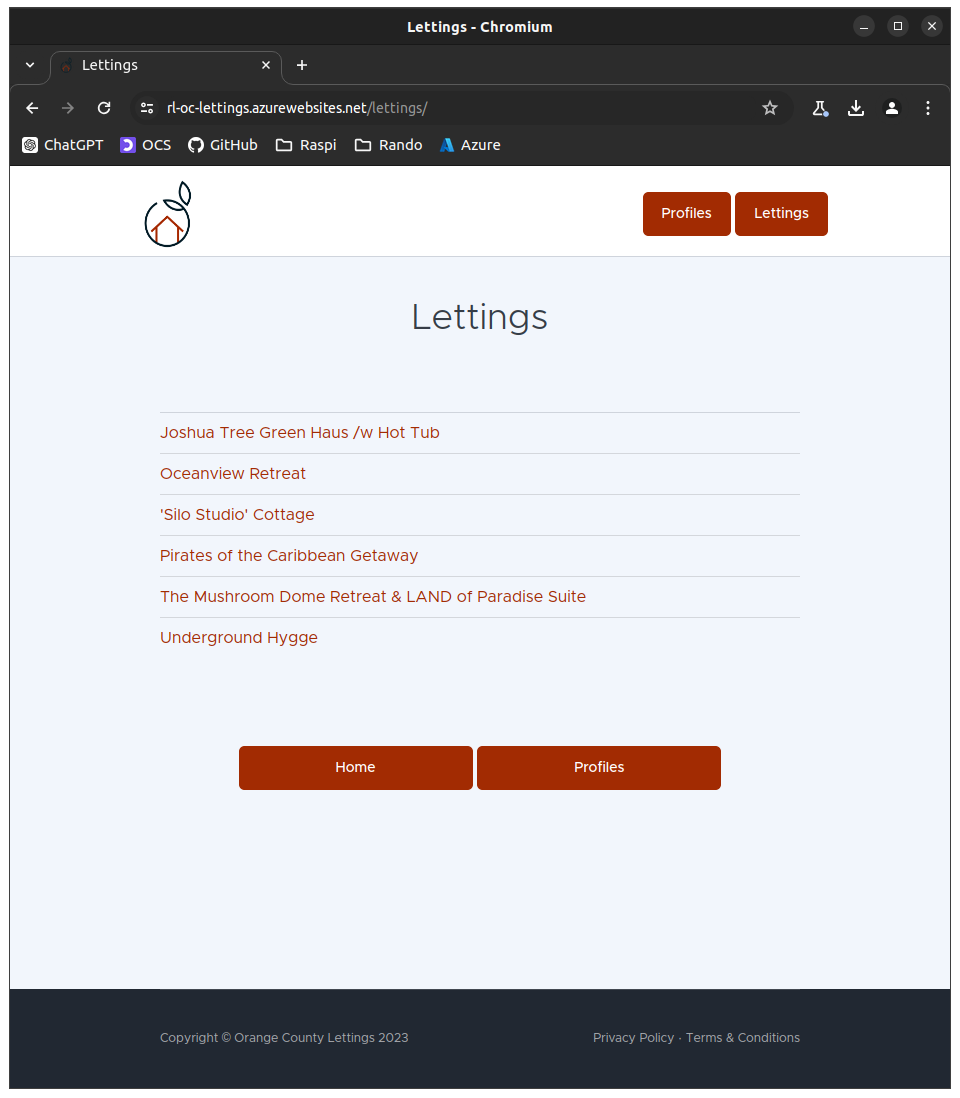 Lettings - Chromium
Lettings
rl-oc-lettings.azurewebsites.net/lettings/
ChatGPT OCS GitHub Raspi Rando Azure
Profiles Lettings
Lettings
Joshua Tree Green Haus /w Hot Tub
Oceanview Retreat
'Silo Studio' Cottage
Pirates of the Caribbean Getaway
The Mushroom Dome Retreat & LAND of Paradise Suite
Underground Hygge
Home Profiles
Copyright © Orange County Lettings 2023 Privacy Policy · Terms & Conditions